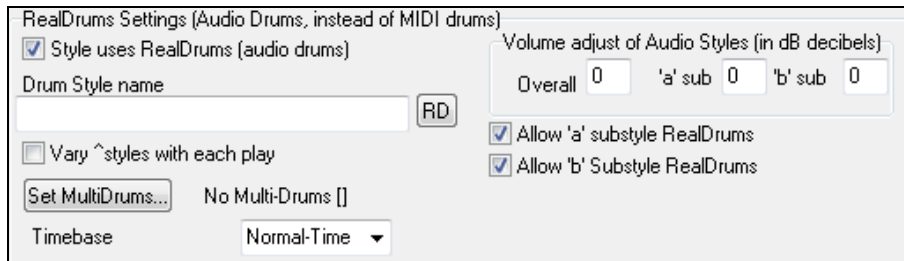 RealDrums Settings (Audio Drums, instead of MIDI drums)
Style uses RealDrums (audio drums)
Drum Style name
RD
Vary ^styles with each play
Set MultiDrums... No Multi-Drums []
Timebase Normal-Time
Volume adjust of Audio Styles (in dB decibels)
Overall 0 'a' sub 0 'b' sub 0
Allow 'a' substyle RealDrums
Allow 'b' Substyle RealDrums